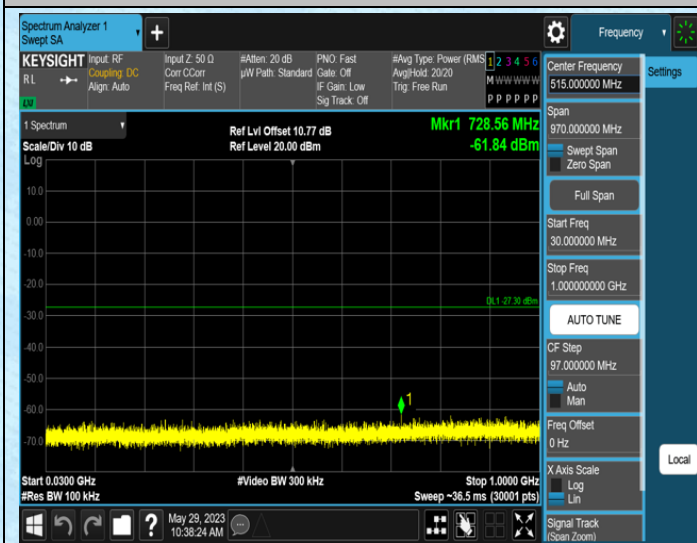 Spectrum Analyzer 1
Swept SA
+
Frequency
KEYSIGHT
RL
LU
Input: RF
Coupling: DC
Align: Auto
Input Z: 50 Ω
Corr CCorr
Freq Ref: Int (S)
#Atten: 20 dB
µW Path: Standard
PNO: Fast
Gate: Off
IF Gain: Low
Sig Track: Off
#Avg Type: Power (RMS
Avg|Hold: 20/20
Trig: Free Run
1 2 3 4 5 6
M W W W W W
P P P P P P
1 Spectrum
Scale/Div 10 dB
Log
Ref Lvl Offset 10.77 dB
Ref Level 20.00 dBm
Mkr1 728.56 MHz
-61.84 dBm
10.0
0.00
-10.0
-20.0
-30.0
-40.0
-50.0
-60.0
-70.0
DL1 -27.30 dBm
1
Start 0.0300 GHz
#Res BW 100 kHz
#Video BW 300 kHz
Stop 1.0000 GHz
Sweep ~36.5 ms (30001 pts)
?
May 29, 2023
10:38:24 AM
Center Frequency
515.000000 MHz
Span
970.000000 MHz
Swept Span
Zero Span
Full Span
Start Freq
30.000000 MHz
Stop Freq
1.000000000 GHz
AUTO TUNE
CF Step
97.000000 MHz
Auto
Man
Freq Offset
0 Hz
X Axis Scale
Log
Lin
Signal Track
(Span Zoom)
Settings
Local